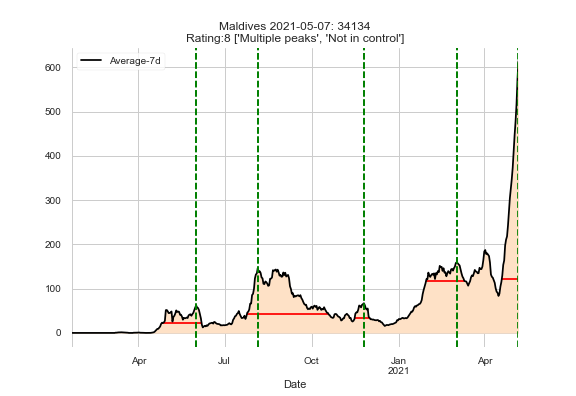 Maldives 2021-05-07: 34134
Rating:8 ['Multiple peaks', 'Not in control']
Average-7d
600
500
400
300
200
100
0
Apr
Jul
Oct
Jan
2021
Apr
Date